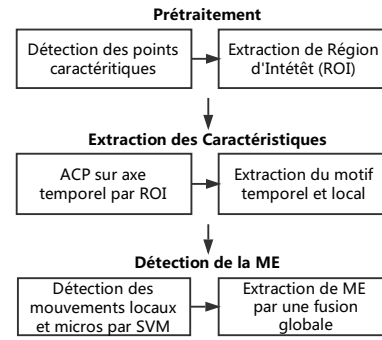 Prétraitement
Détection des points
caractéritiques
Extraction de Région
d'Intétêt (ROI)
Extraction des Caractéristiques
ACP sur axe
temporel par ROI
Extraction du motif
temporel et local
Détection de la ME
Détection des
mouvements locaux
et micros par SVM
Extraction de ME
par une fusion
globale